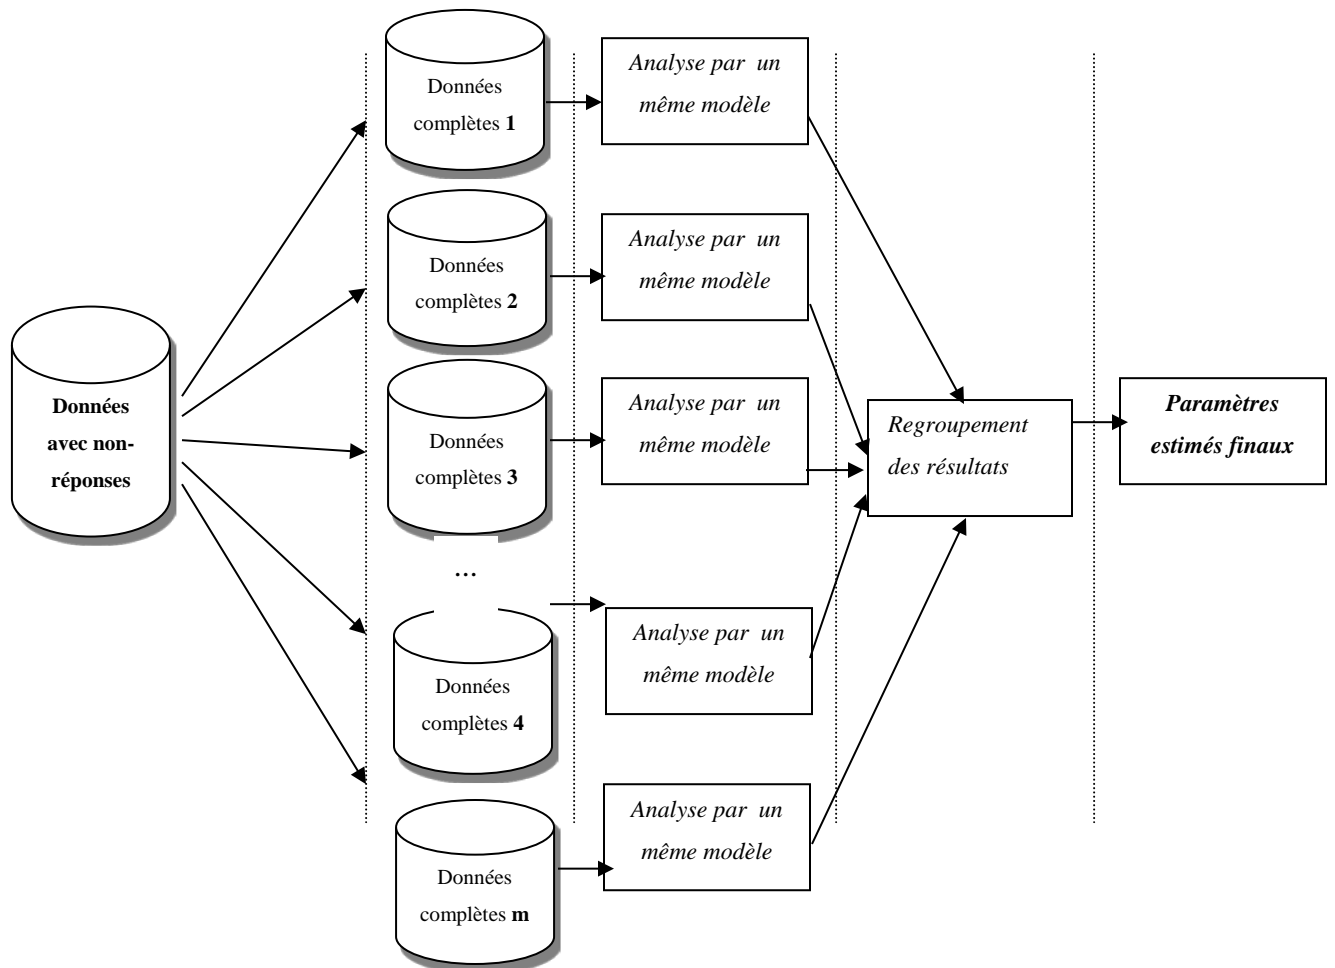 Données
avec non-
réponses
Données
complètes 1
Données
complètes 2
Données
complètes 3
...
Données
complètes 4
Données
complètes m
Analyse par un
même modèle
Analyse par un
même modèle
Analyse par un
même modèle
Analyse par un
même modèle
Analyse par un
même modèle
Regroupement
des résultats
Paramètres
estimés finaux